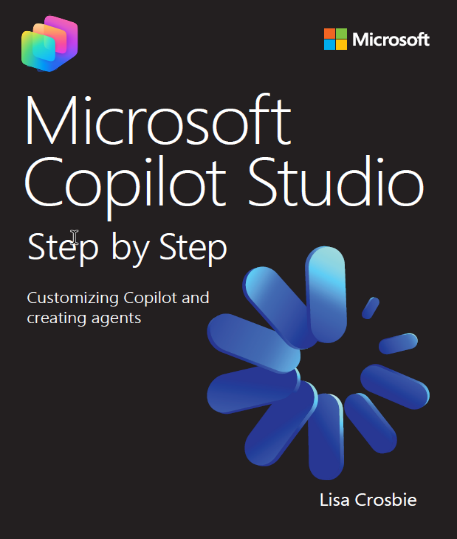 Microsoft
Microsoft
Copilot Studio
Step by Step
Customizing Copilot and
creating agents
Lisa Crosbie